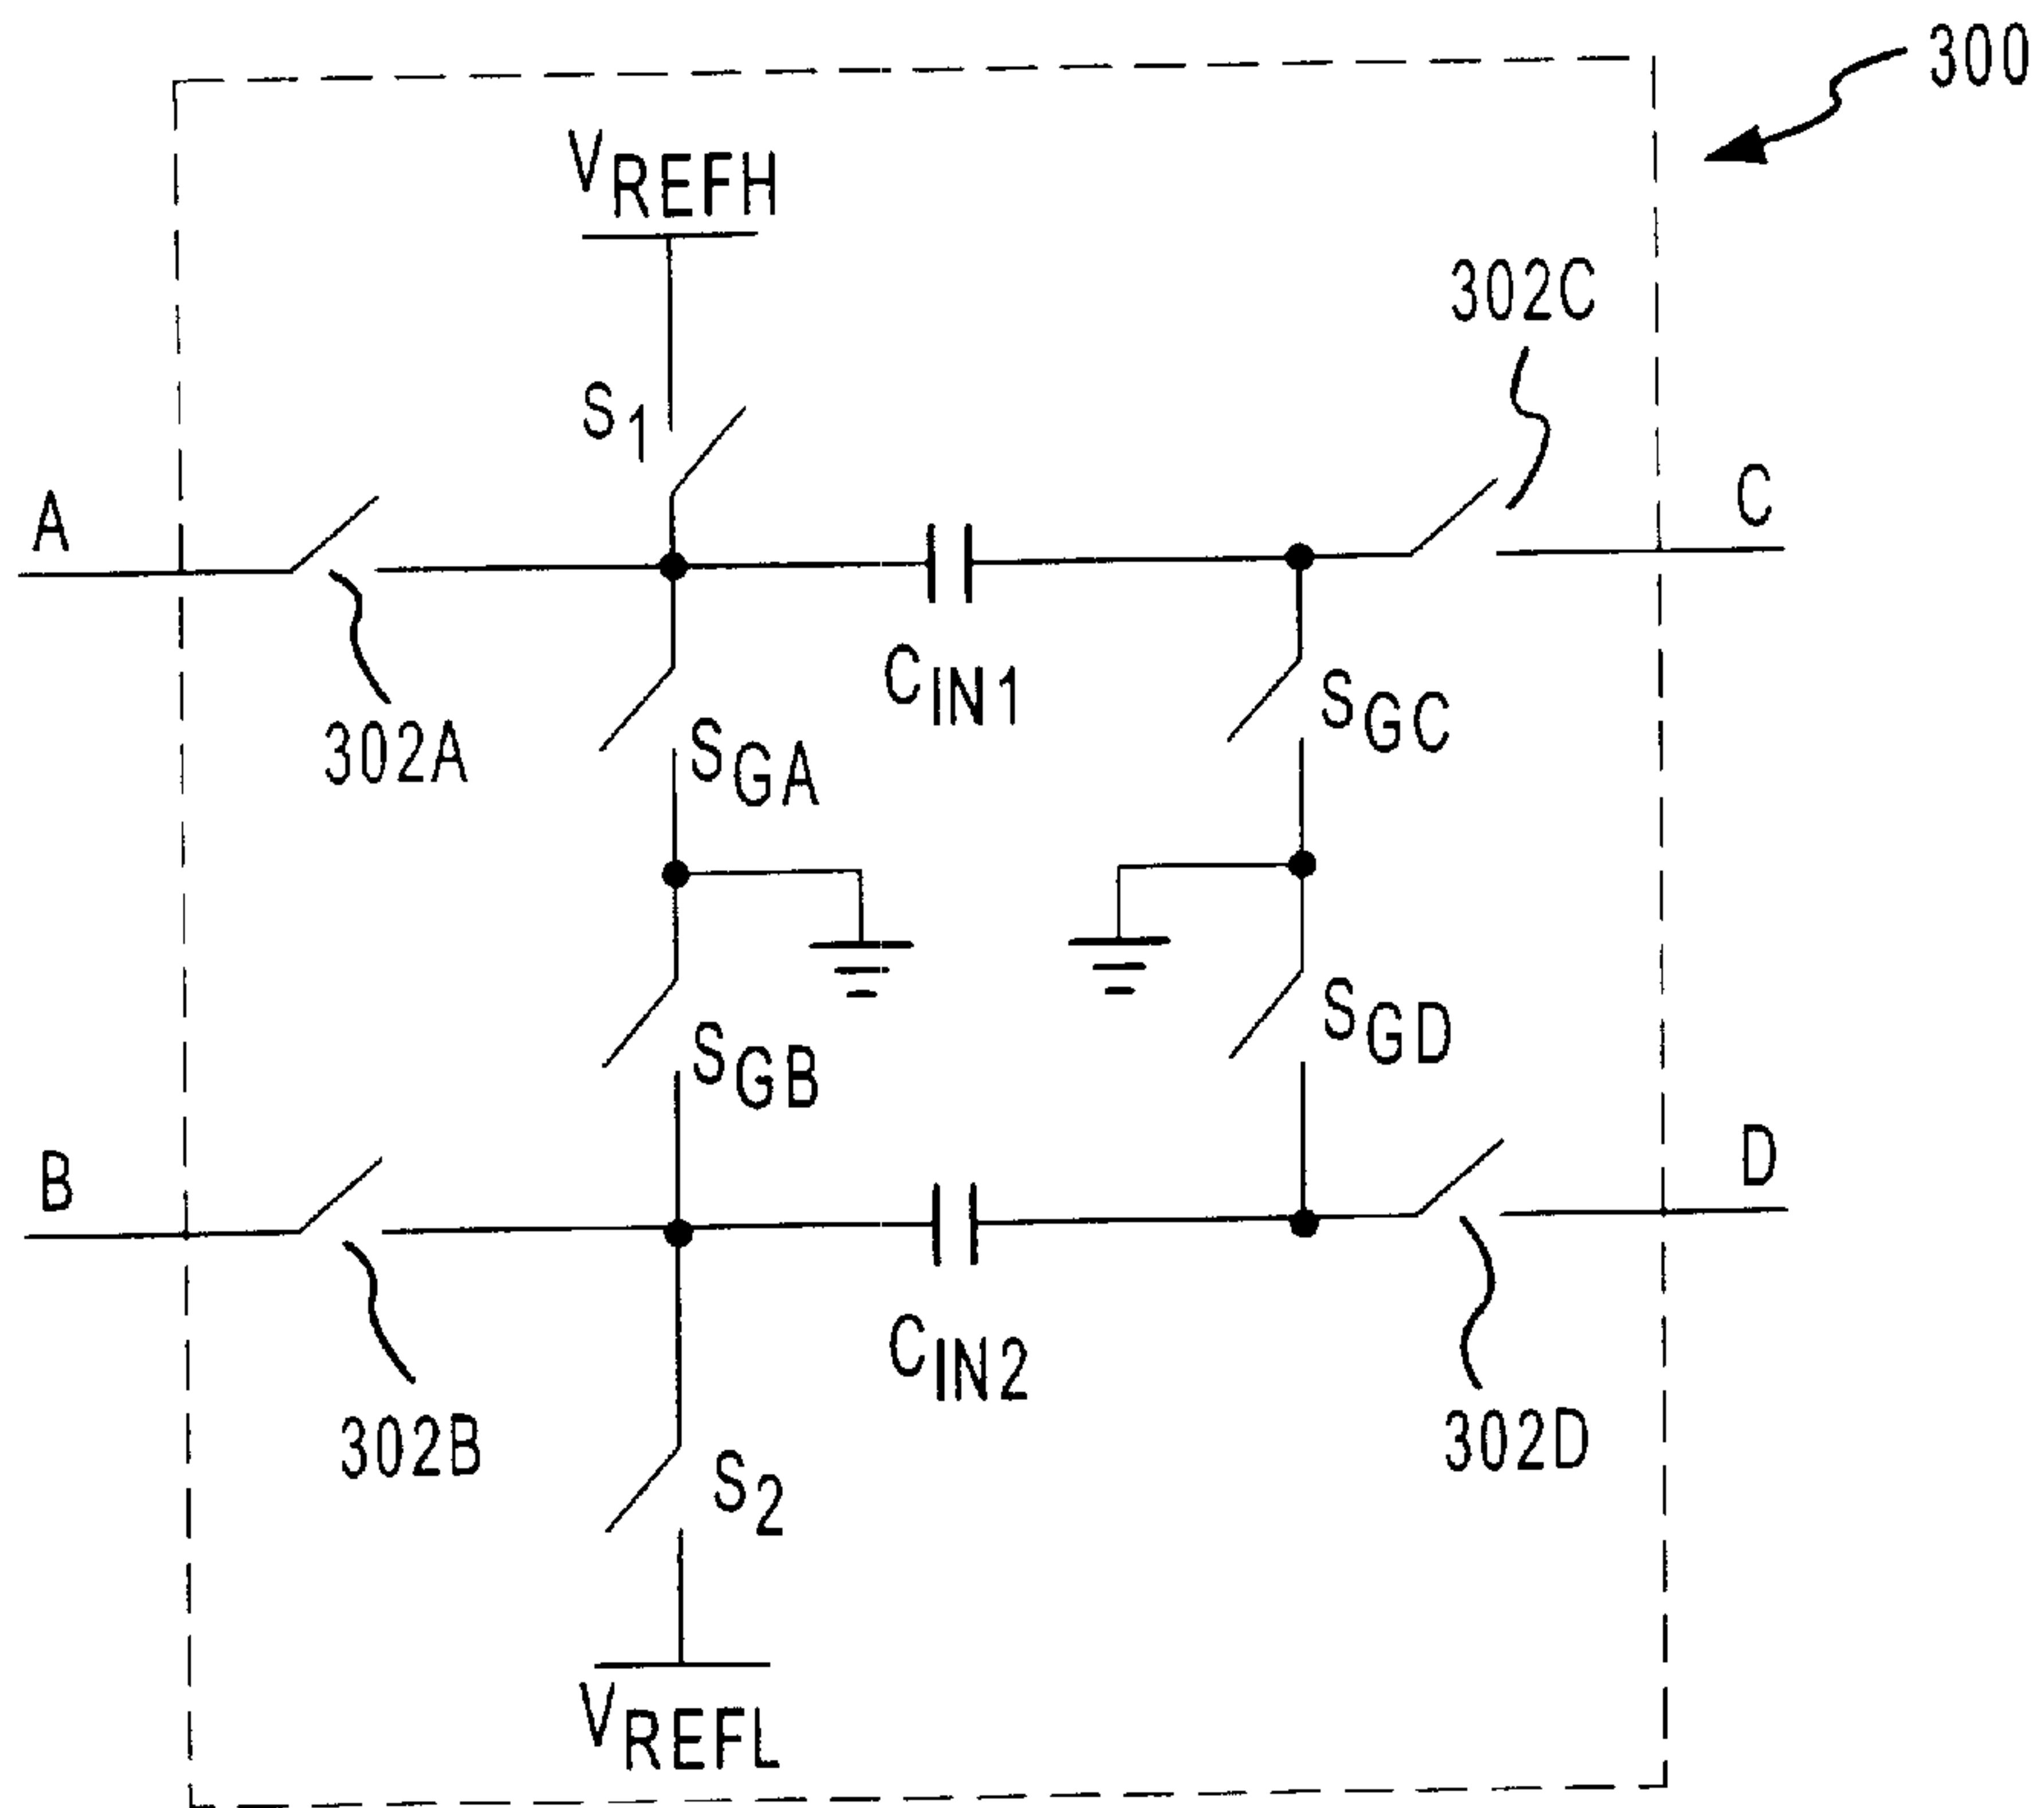 300
VREFH
302C
S1
A
C
CIN1
SGC
302A
SGA
SGD
SGB
B
D
CIN2
302B
302D
S2
VREFL